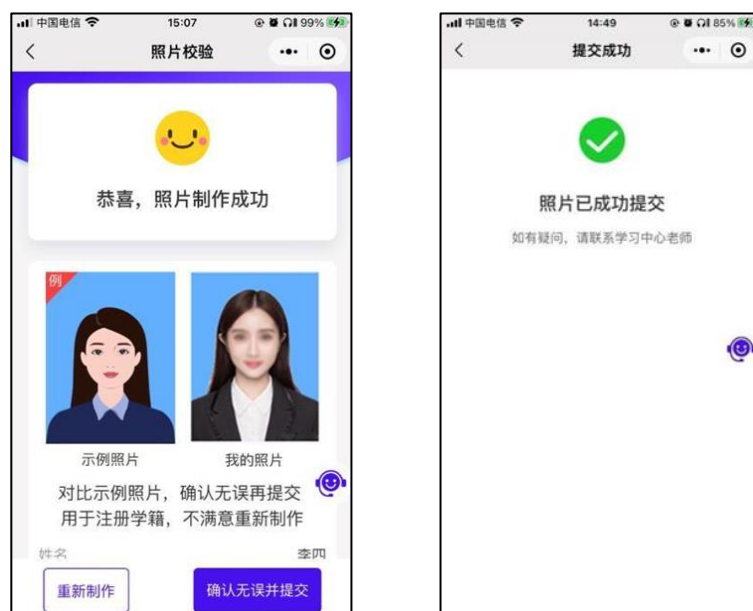 中国电信 15:07 99%
照片校验
恭喜，照片制作成功
例
示例照片 我的照片
对比示例照片，确认无误再提交
用于注册学籍，不满意重新制作
姓名 李四
重新制作 确认无误并提交
中国电信 14:49 85%
提交成功
照片已成功提交
如有疑问，请联系学习中心老师